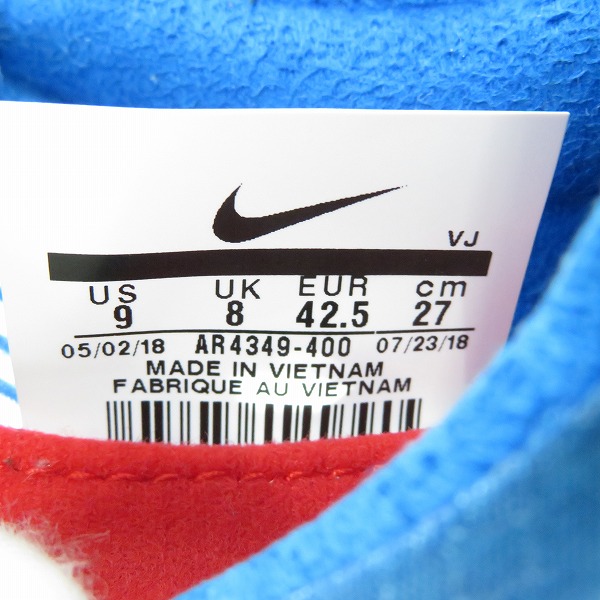 VJ
US UK EUR cm
9 8 42.5 27
05/02/18 AR4349-400 07/23/18
MADE IN VIETNAM
FABRIQUE AU VIETNAM